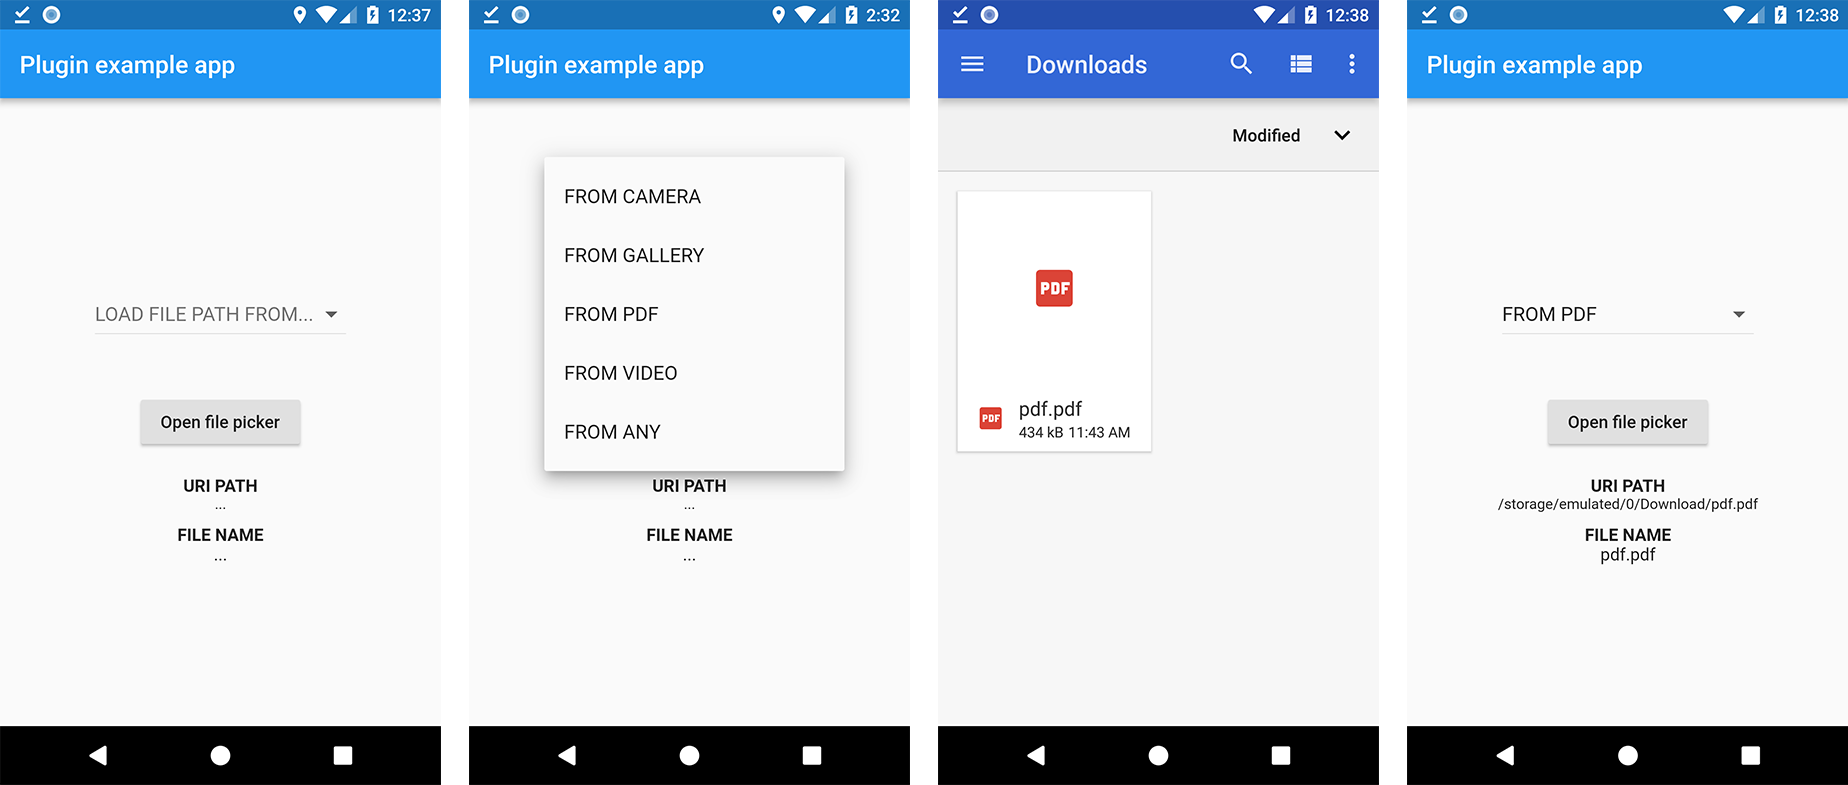 12:37
Plugin example app
LOAD FILE PATH FROM...
Open file picker
URI PATH
...
FILE NAME
...
2:32
Plugin example app
FROM CAMERA
FROM GALLERY
FROM PDF
FROM VIDEO
FROM ANY
URI PATH
...
FILE NAME
...
12:38
Downloads
Modified
PDF
PDF
pdf.pdf
434 kB 11:43 AM
12:38
Plugin example app
FROM PDF
Open file picker
URI PATH
/storage/emulated/0/Download/pdf.pdf
FILE NAME
pdf.pdf